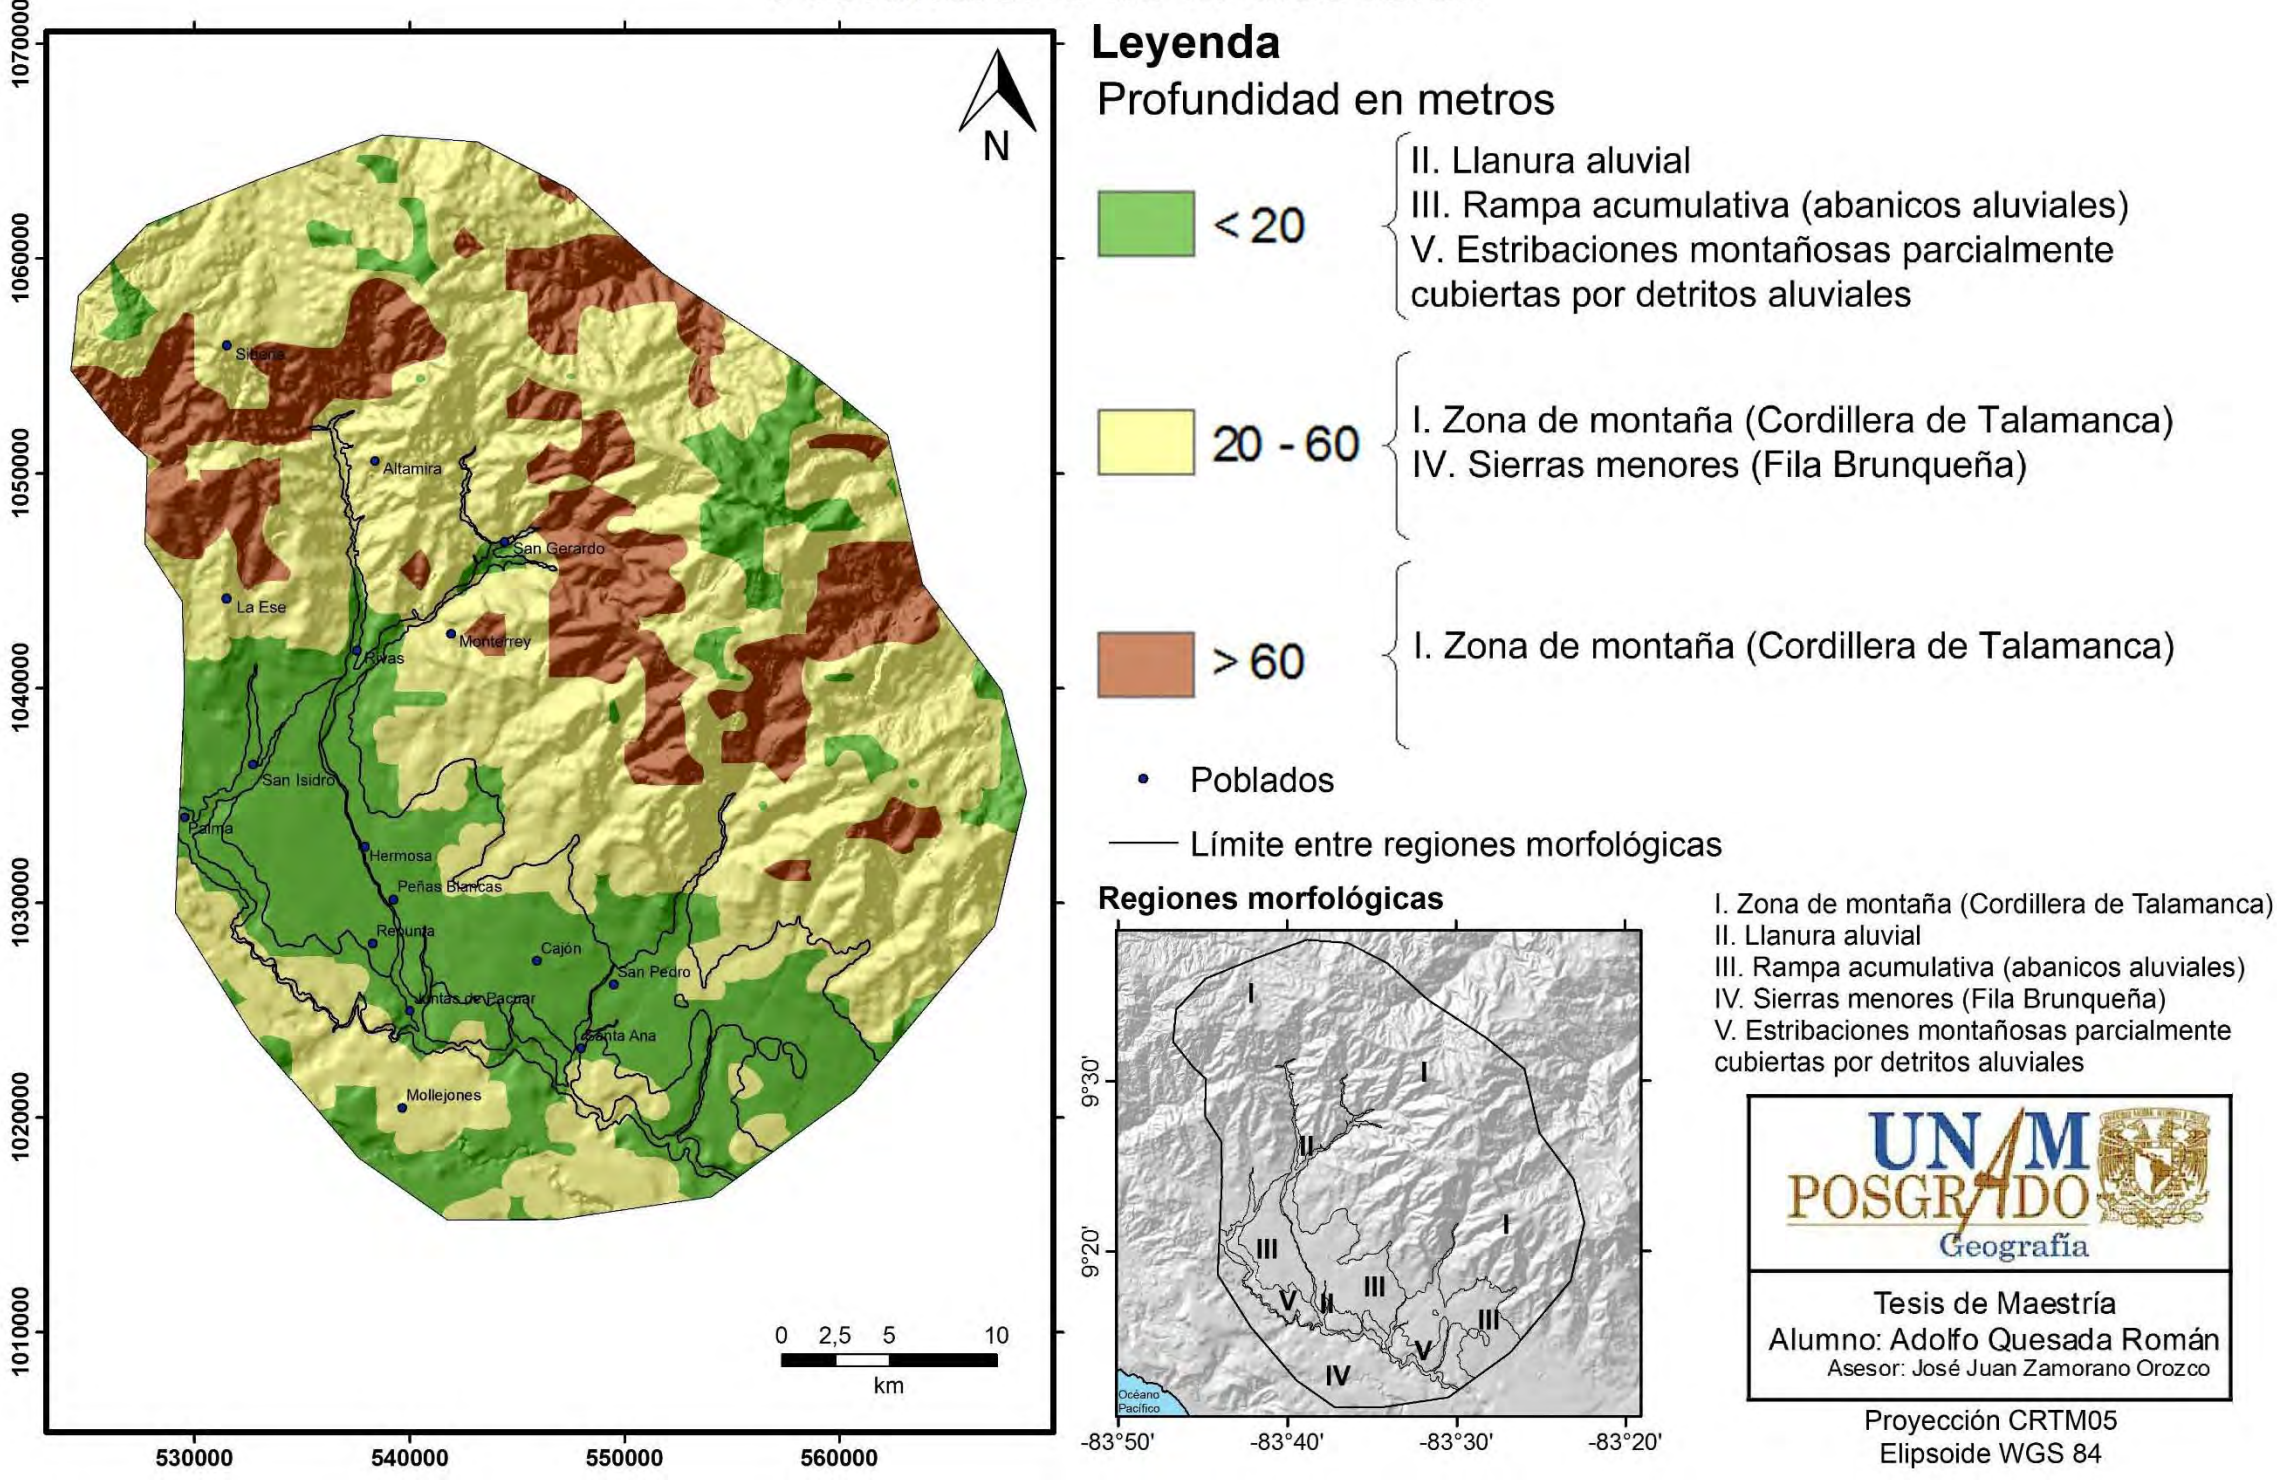 Leyenda
Profundidad en metros
< 20
II. Llanura aluvial
III. Rampa acumulativa (abanicos aluviales)
V. Estribaciones montañosas parcialmente
cubiertas por detritos aluviales
20 - 60
I. Zona de montaña (Cordillera de Talamanca)
IV. Sierras menores (Fila Brunqueña)
> 60
I. Zona de montaña (Cordillera de Talamanca)
Poblados
Límite entre regiones morfológicas
N
1070000
1060000
1050000
1040000
1030000
1020000
1010000
530000
540000
550000
560000
Siberia
Altamira
San Gerardo
La Ese
Monterrey
Rivas
San Isidro
Palma
Hermosa
Peñas Blancas
Repunta
Cajón
San Pedro
Juntas de Pacuar
Santa Ana
Mollejones
0 2,5 5 10
km
Regiones morfológicas
I
I
II
I
III
III
V
II
III
V
IV
Océano
Pacífico
9°30'
9°20'
-83°50'
-83°40'
-83°30'
-83°20'
I. Zona de montaña (Cordillera de Talamanca)
II. Llanura aluvial
III. Rampa acumulativa (abanicos aluviales)
IV. Sierras menores (Fila Brunqueña)
V. Estribaciones montañosas parcialmente
cubiertas por detritos aluviales
UNAM
POSGRADO
Geografía
Tesis de Maestría
Alumno: Adolfo Quesada Román
Asesor: José Juan Zamorano Orozco
Proyección CRTM05
Elipsoide WGS 84